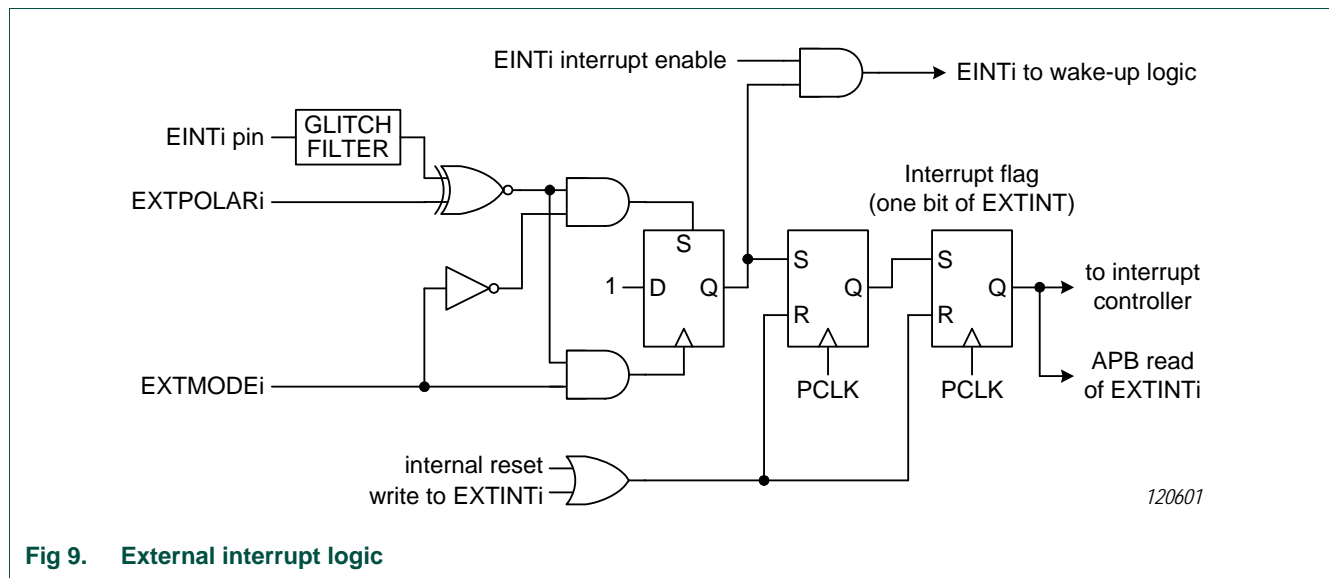 EINTi interrupt enable
EINTi to wake-up logic
EINTi pin
GLITCH
FILTER
EXTPOLARi
Interrupt flag
(one bit of EXTINT)
S
1
D
Q
S
R
Q
PCLK
S
R
Q
PCLK
to interrupt
controller
APB read
of EXTINTi
EXTMODEi
internal reset
write to EXTINTi
120601
Fig 9. External interrupt logic